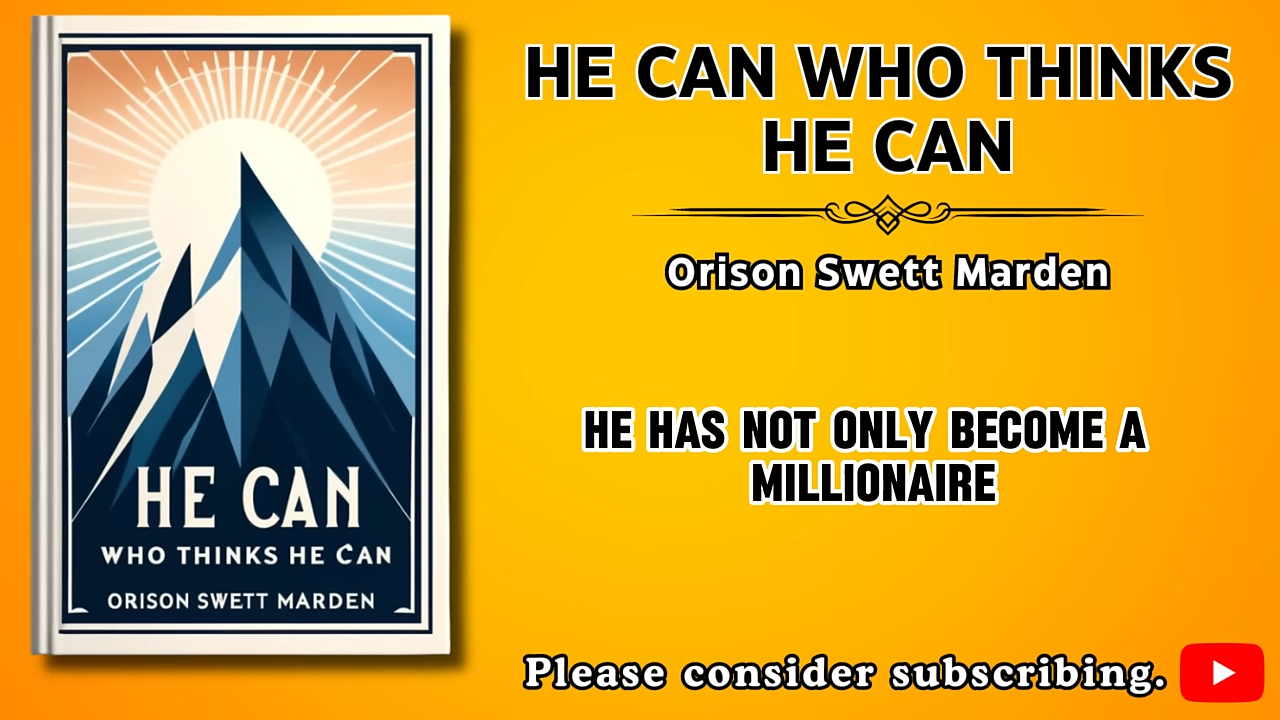 HE CAN
WHO THINKS HE CAN
ORISON SWETT MARDEN
HE CAN WHO THINKS
HE CAN
Orison Swett Marden
HE HAS NOT ONLY BECOME A
MILLIONAIRE
Please consider subscribing.